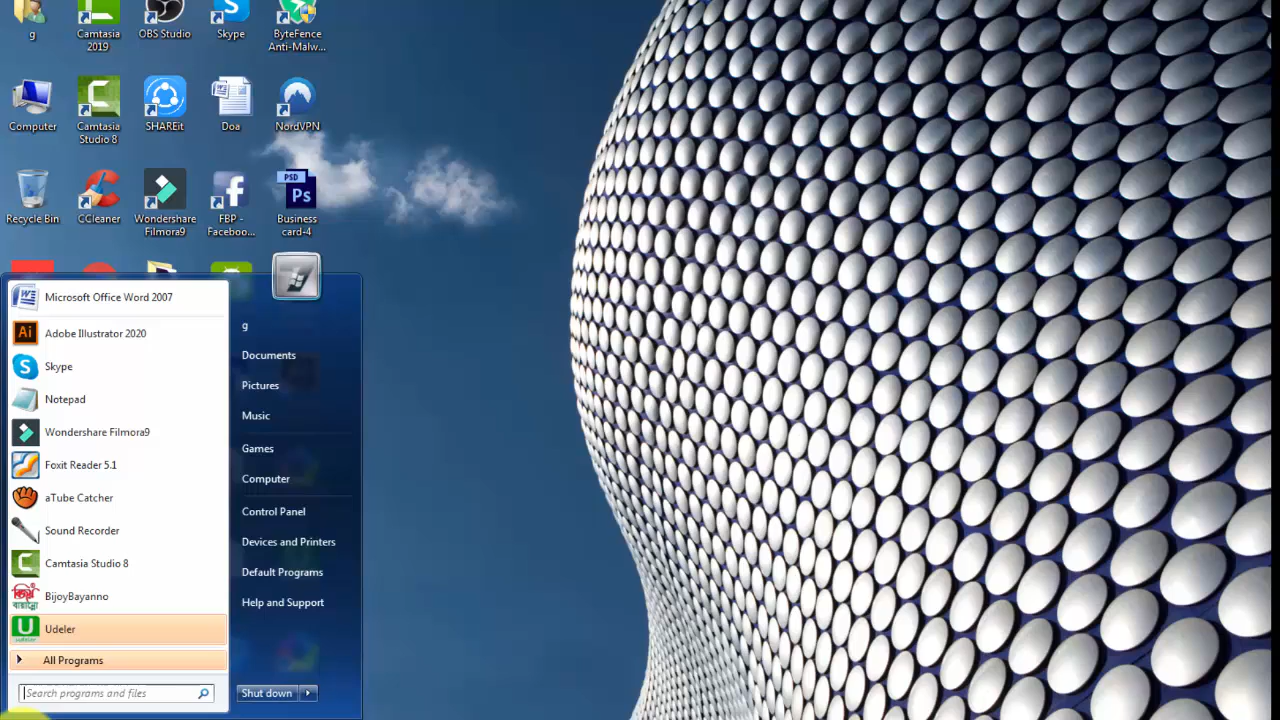 g
Camtasia
2019
OBS Studio
Skype
ByteFence
Anti-Malw...
Computer
Camtasia
Studio 8
SHAREit
Doa
NordVPN
Recycle Bin
CCleaner
Wondershare
Filmora9
FBP -
Faceboo...
PSD
Ps
Business
card-4
Microsoft Office Word 2007
Ai
Adobe Illustrator 2020
Skype
Notepad
Wondershare Filmora9
Foxit Reader 5.1
aTube Catcher
Sound Recorder
Camtasia Studio 8
BijoyBayanno
Udeler
All Programs
Search programs and files
g
Documents
Pictures
Music
Games
Computer
Control Panel
Devices and Printers
Default Programs
Help and Support
Shut down